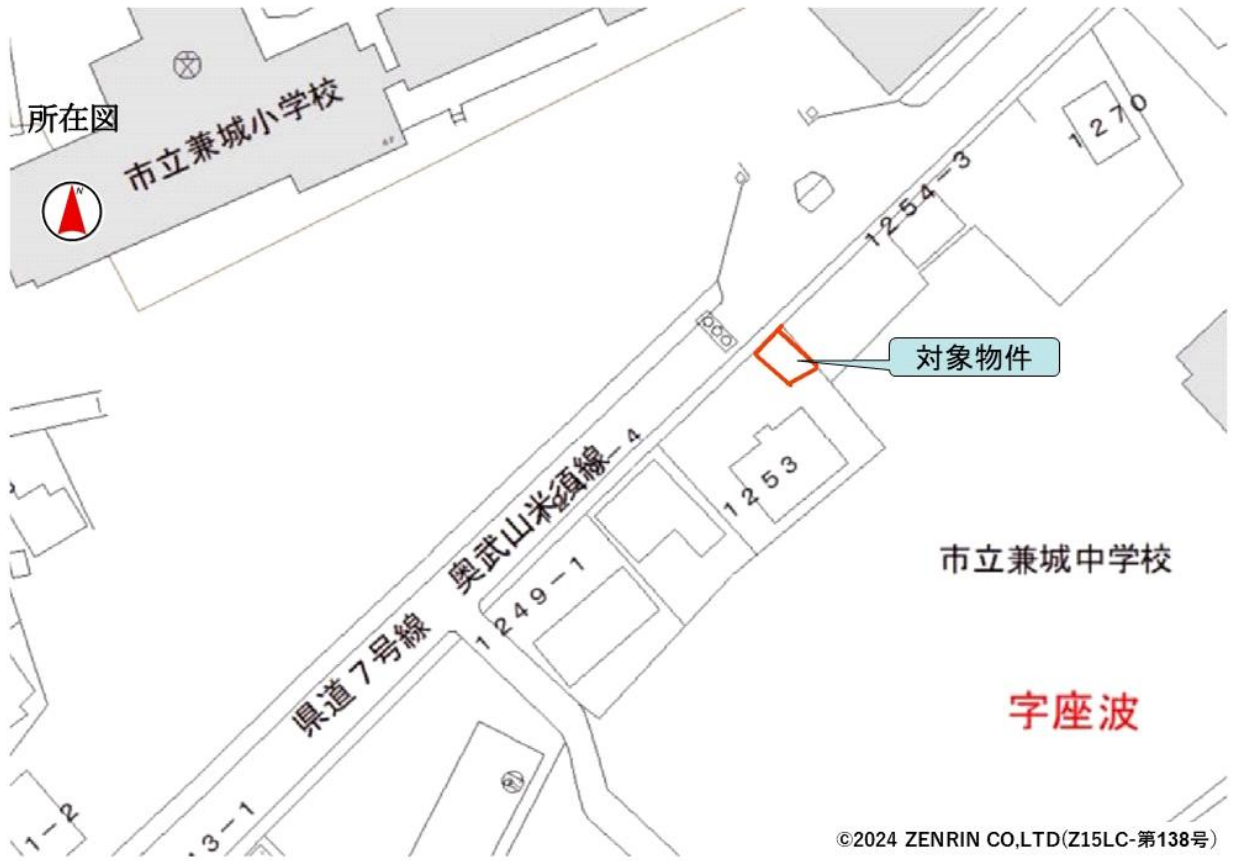 所在図
市立兼城小学校
N
1270
1254-3
対象物件
1253
県道7号線 奥武山米須線
1249-1
市立兼城中学校
字座波
1-2
13-1
©2024 ZENRIN CO,LTD(Z15LC-第138号)